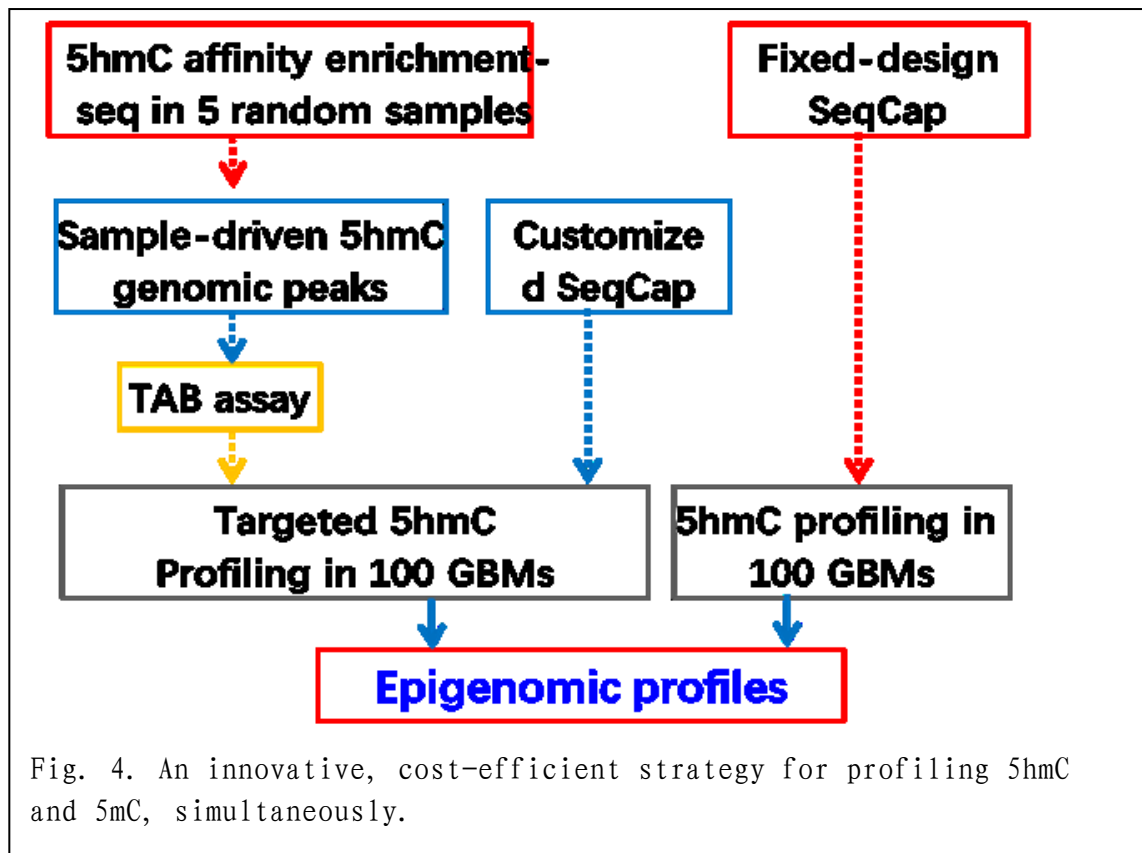 5hmC affinity enrichment-
seq in 5 random samples
Fixed-design
SeqCap
Sample-driven 5hmC
genomic peaks
Customize
d SeqCap
TAB assay
Targeted 5hmC
Profiling in 100 GBMs
5hmC profiling in
100 GBMs
Epigenomic profiles
Fig. 4. An innovative, cost-efficient strategy for profiling 5hmC
and 5mC, simultaneously.